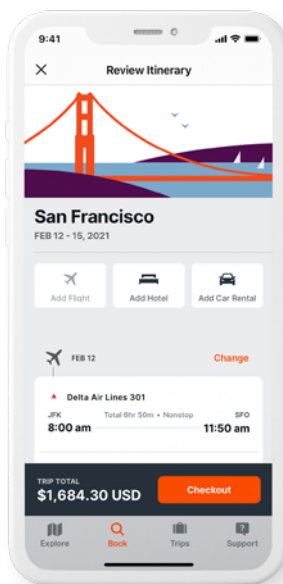 9:41
Review Itinerary
San Francisco
FEB 12 - 15, 2021
Add Flight Add Hotel Add Car Rental
FEB 12 Change
Delta Air Lines 301
JFK Total 6hr 50m • Nonstop SFO
8:00 am 11:50 am
TRIP TOTAL
$1,684.30 USD Checkout
Explore Book Trips Support